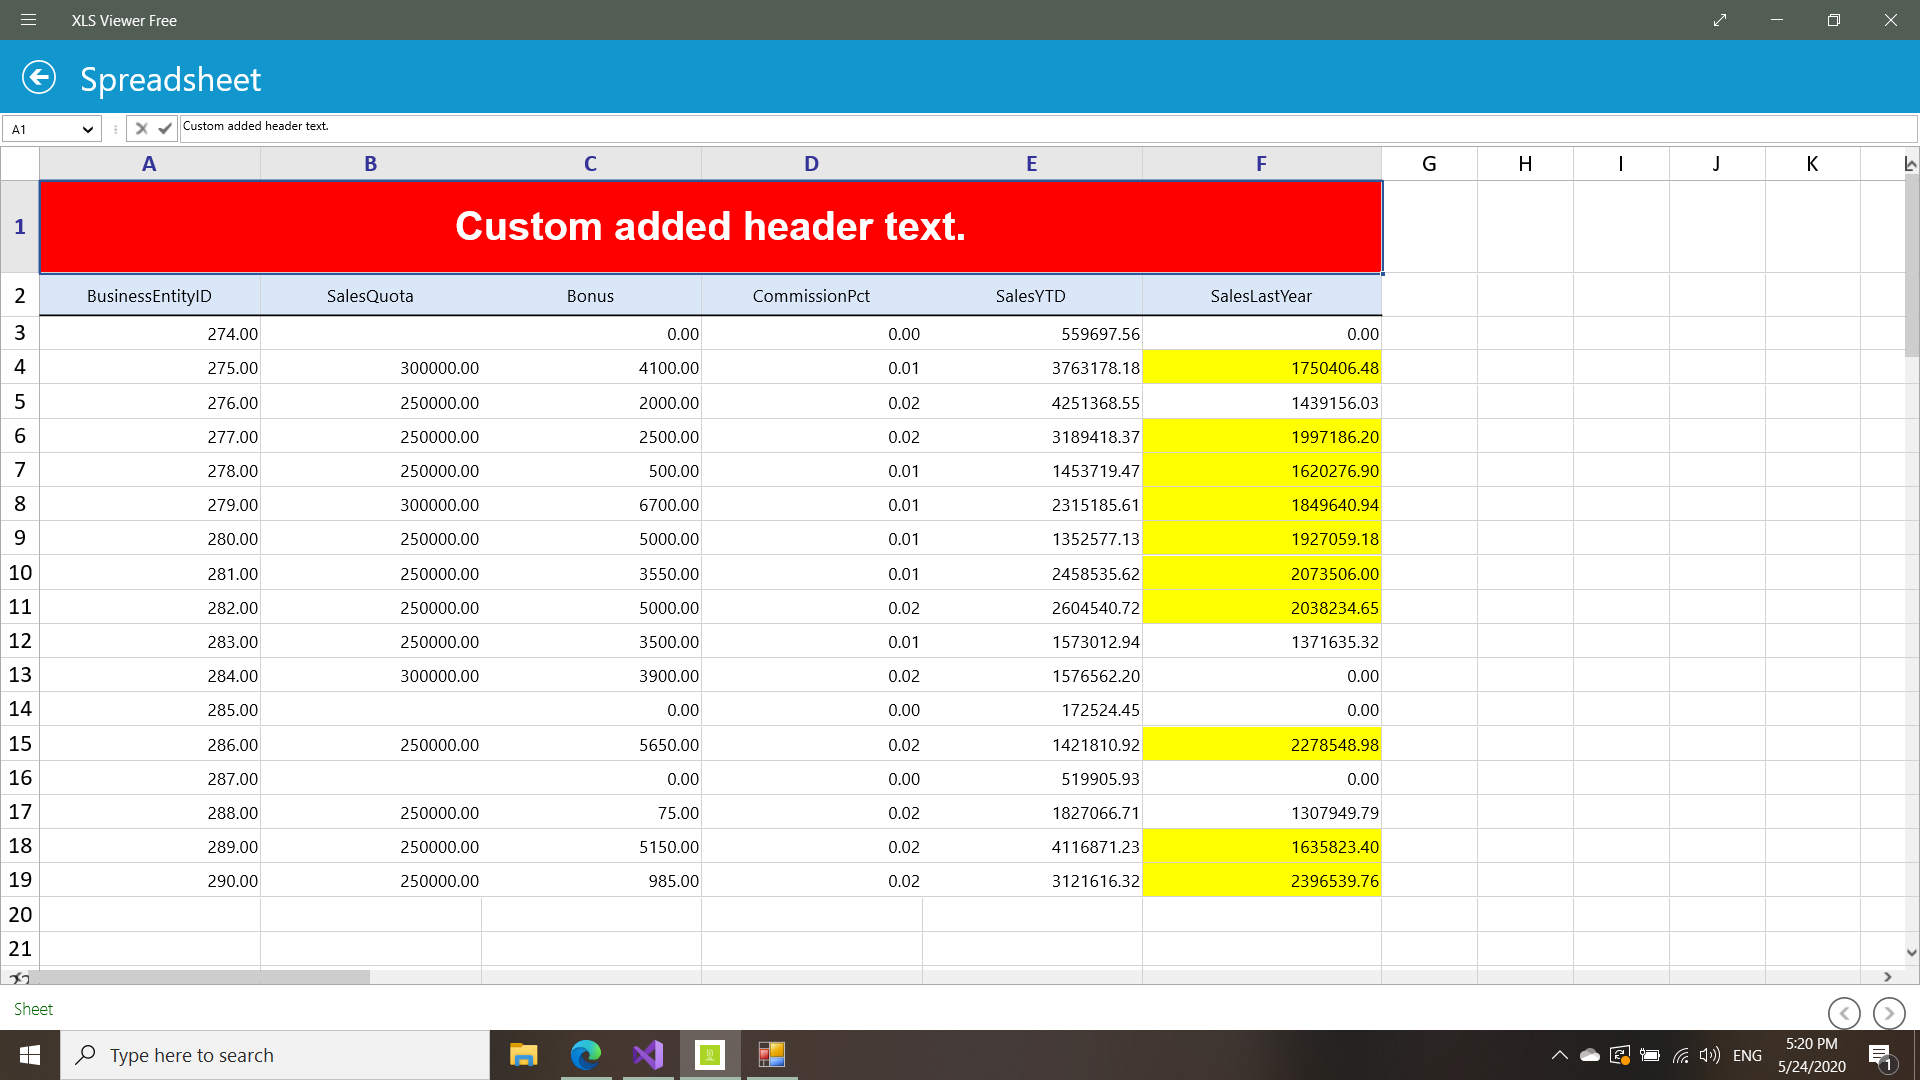 XLS Viewer Free
Spreadsheet
A1
Custom added header text.
A B C D E F G H I J K L
1 Custom added header text.
2 BusinessEntityID SalesQuota Bonus CommissionPct SalesYTD SalesLastYear
3 274.00 0.00 0.00 559697.56 0.00
4 275.00 300000.00 4100.00 0.01 3763178.18 1750406.48
5 276.00 250000.00 2000.00 0.02 4251368.55 1439156.03
6 277.00 250000.00 2500.00 0.02 3189418.37 1997186.20
7 278.00 250000.00 500.00 0.01 1453719.47 1620276.90
8 279.00 300000.00 6700.00 0.01 2315185.61 1849640.94
9 280.00 250000.00 5000.00 0.01 1352577.13 1927059.18
10 281.00 250000.00 3550.00 0.01 2458535.62 2073506.00
11 282.00 250000.00 5000.00 0.02 2604540.72 2038234.65
12 283.00 250000.00 3500.00 0.01 1573012.94 1371635.32
13 284.00 300000.00 3900.00 0.02 1576562.20 0.00
14 285.00 0.00 0.00 172524.45 0.00
15 286.00 250000.00 5650.00 0.02 1421810.92 2278548.98
16 287.00 0.00 0.00 519905.93 0.00
17 288.00 250000.00 75.00 0.02 1827066.71 1307949.79
18 289.00 250000.00 5150.00 0.02 4116871.23 1635823.40
19 290.00 250000.00 985.00 0.02 3121616.32 2396539.76
20
21
22
Sheet
Type here to search
ENG
5:20 PM
5/24/2020
1